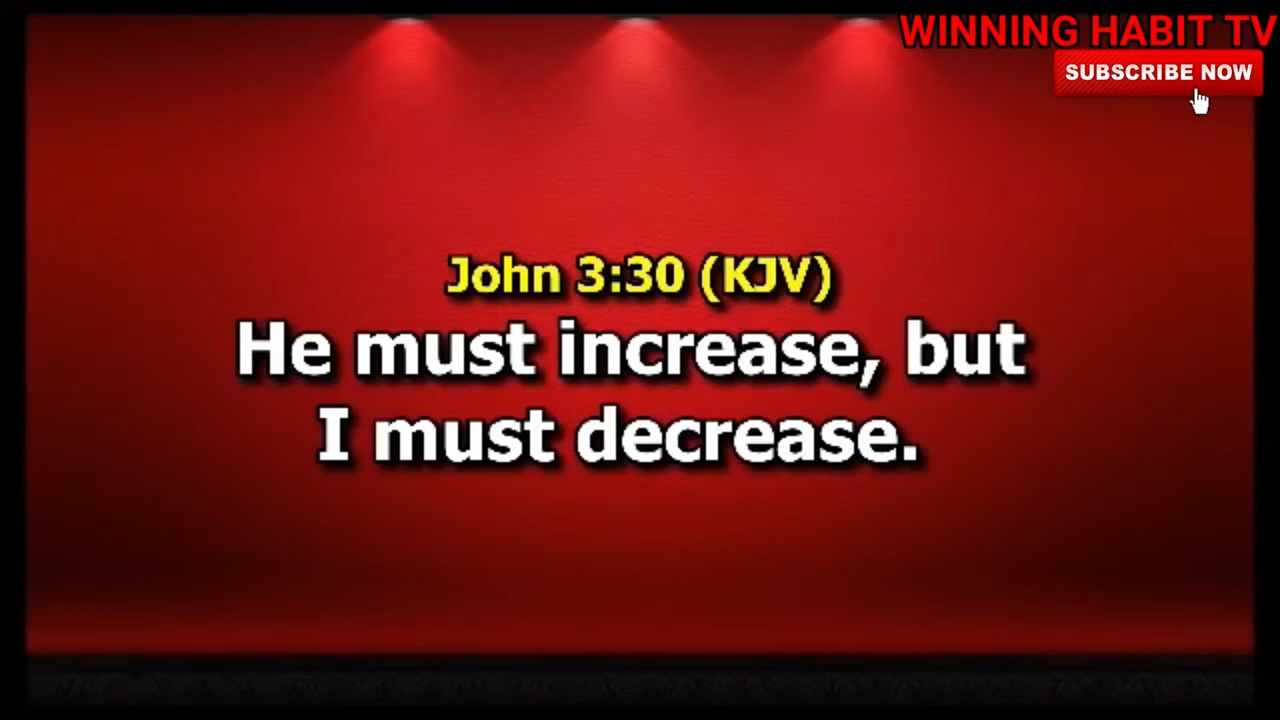 WINNING HABIT TV
SUBSCRIBE NOW
John 3:30 (KJV)
He must increase, but
I must decrease.